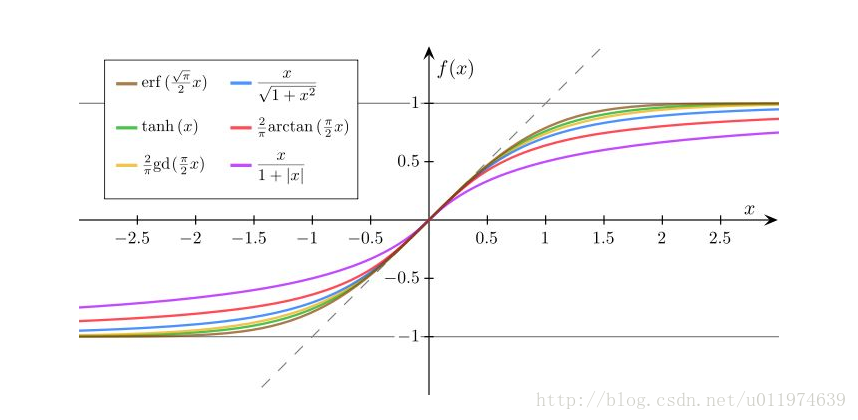 f(x)
erf(√π/2 x)
x/√(1 + x²)
tanh(x)
2/π arctan(π/2 x)
2/π gd(π/2 x)
x/(1 + |x|)
1
0.5
x
−2.5 −2 −1.5 −1 −0.5 0.5 1 1.5 2 2.5
−0.5
−1
http://blog.csdn.net/u011974639